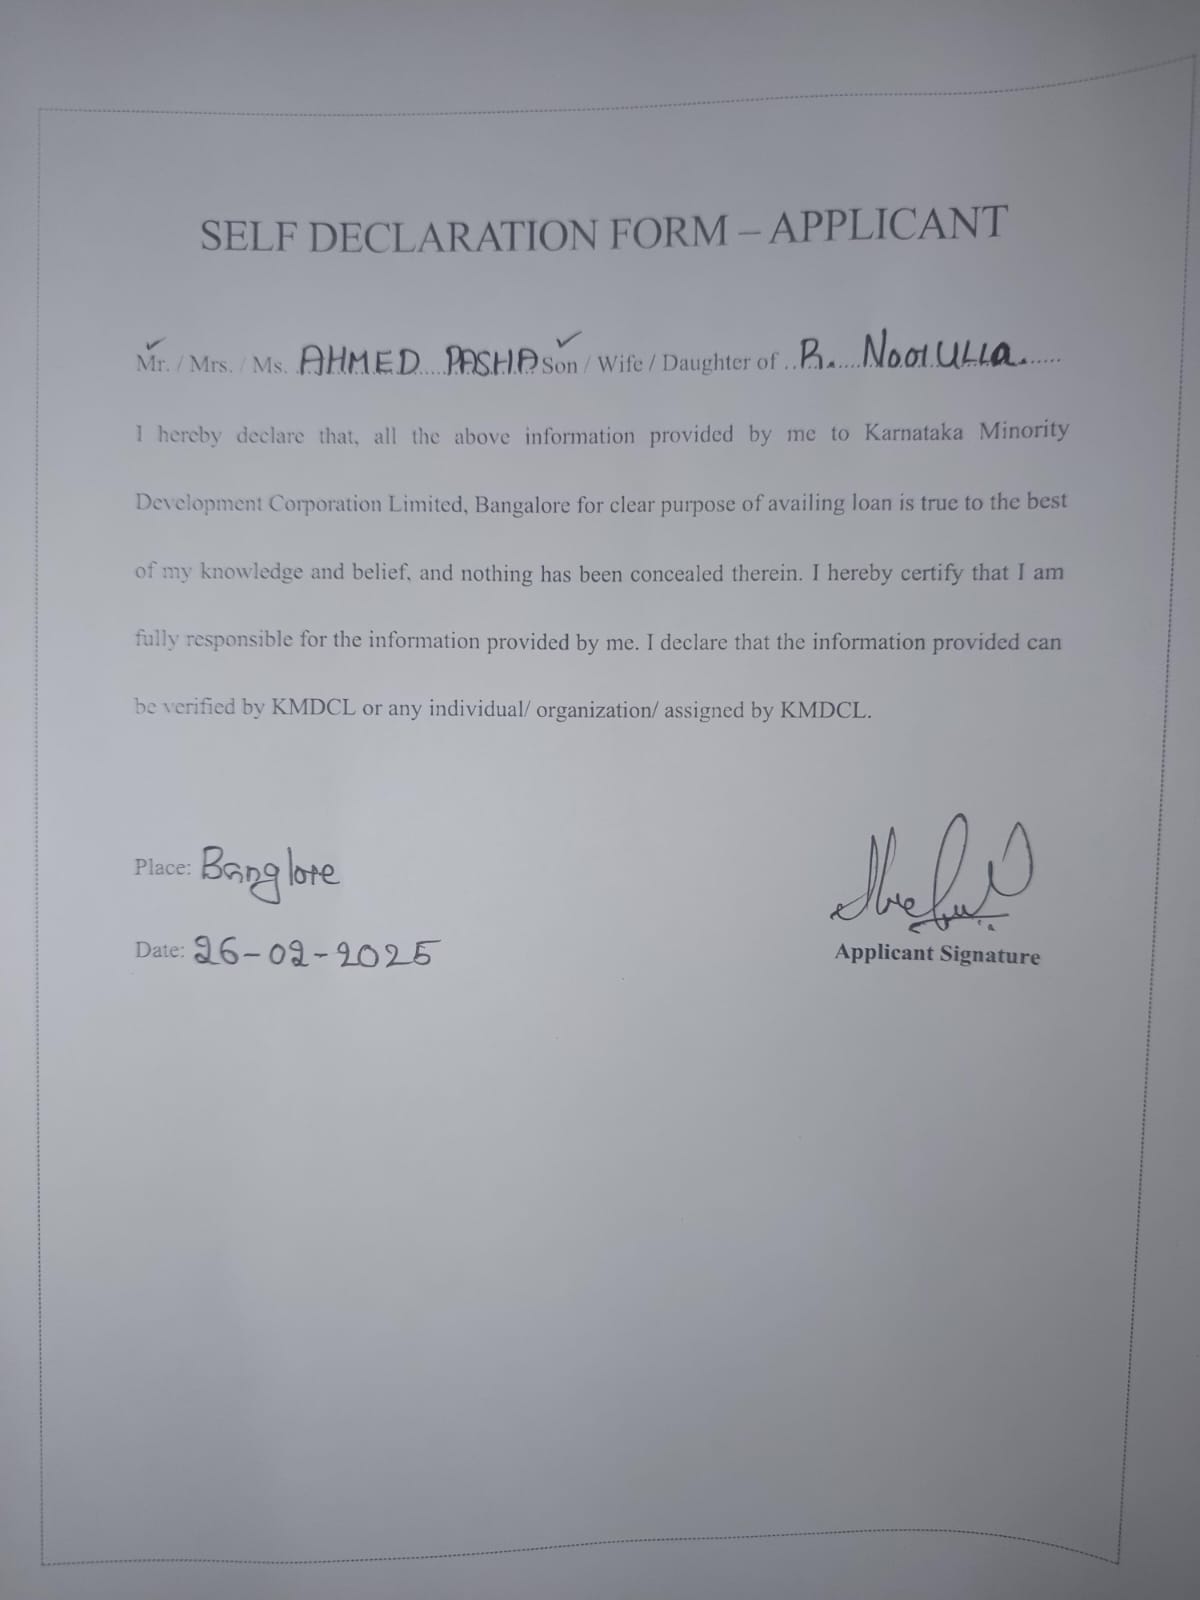 SELF DECLARATION FORM – APPLICANT
Mr. / Mrs. / Ms. AHMED PASHA Son / Wife / Daughter of R. Noorulla.
I hereby declare that, all the above information provided by me to Karnataka Minority
Development Corporation Limited, Bangalore for clear purpose of availing loan is true to the best
of my knowledge and belief, and nothing has been concealed therein. I hereby certify that I am
fully responsible for the information provided by me. I declare that the information provided can
be verified by KMDCL or any individual/ organization/ assigned by KMDCL.
Place: Banglore
Date: 26-02-2025
Applicant Signature